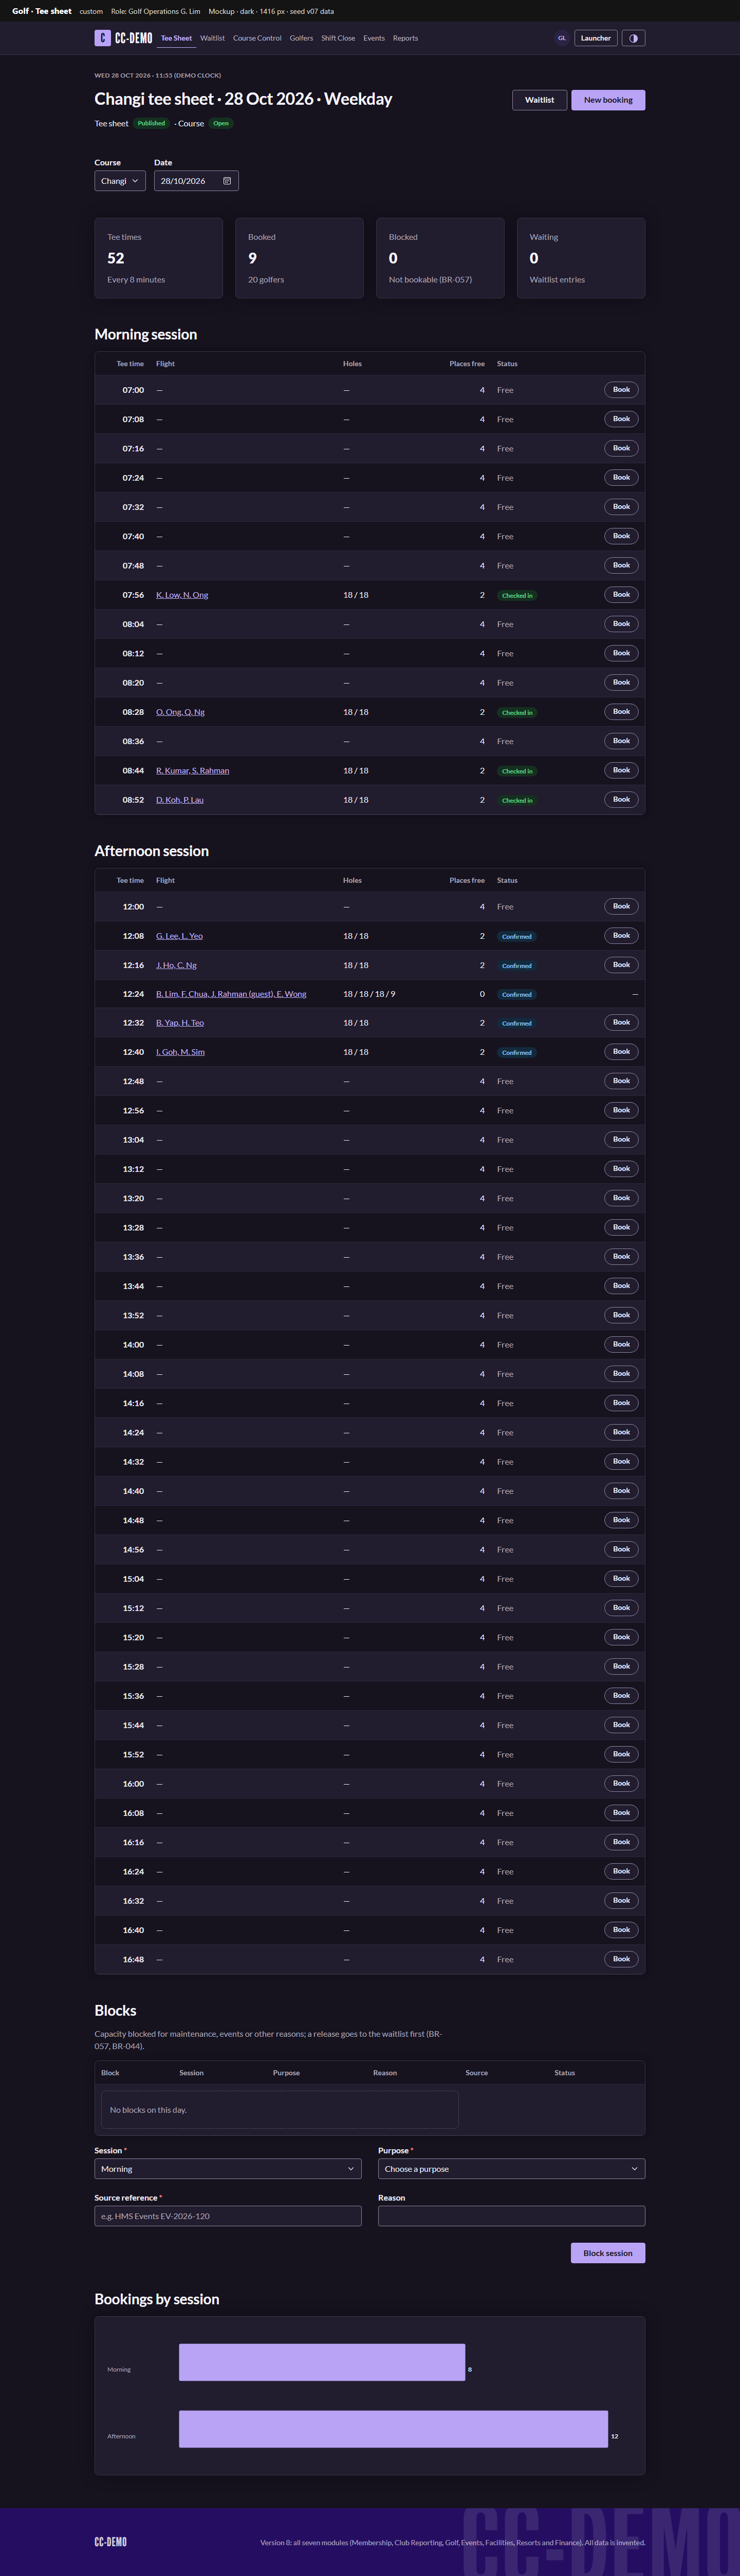 Golf · Tee sheet custom Role: Golf Operations G. Lim Mockup · dark · 1416 px · seed v07 data
C CC-DEMO Tee Sheet Waitlist Course Control Golfers Shift Close Events Reports GL Launcher
WED 28 OCT 2026 · 11:55 (DEMO CLOCK)
Changi tee sheet · 28 Oct 2026 · Weekday
Waitlist New booking
Tee sheet Published · Course Open
Course Date
Changi 28/10/2026
Tee times Booked Blocked Waiting
52 9 0 0
Every 8 minutes 20 golfers Not bookable (BR-057) Waitlist entries
Morning session
Tee time Flight Holes Places free Status
07:00 — — 4 Free Book
07:08 — — 4 Free Book
07:16 — — 4 Free Book
07:24 — — 4 Free Book
07:32 — — 4 Free Book
07:40 — — 4 Free Book
07:48 — — 4 Free Book
07:56 K. Low, N. Ong 18 / 18 2 Checked in Book
08:04 — — 4 Free Book
08:12 — — 4 Free Book
08:20 — — 4 Free Book
08:28 O. Ong, Q. Ng 18 / 18 2 Checked in Book
08:36 — — 4 Free Book
08:44 R. Kumar, S. Rahman 18 / 18 2 Checked in Book
08:52 D. Koh, P. Lau 18 / 18 2 Checked in Book
Afternoon session
Tee time Flight Holes Places free Status
12:00 — — 4 Free Book
12:08 G. Lee, L. Yeo 18 / 18 2 Confirmed Book
12:16 J. Ho, C. Ng 18 / 18 2 Confirmed Book
12:24 B. Lim, F. Chua, J. Rahman (guest), E. Wong 18 / 18 / 18 / 9 0 Confirmed —
12:32 B. Yap, H. Teo 18 / 18 2 Confirmed Book
12:40 I. Goh, M. Sim 18 / 18 2 Confirmed Book
12:48 — — 4 Free Book
12:56 — — 4 Free Book
13:04 — — 4 Free Book
13:12 — — 4 Free Book
13:20 — — 4 Free Book
13:28 — — 4 Free Book
13:36 — — 4 Free Book
13:44 — — 4 Free Book
13:52 — — 4 Free Book
14:00 — — 4 Free Book
14:08 — — 4 Free Book
14:16 — — 4 Free Book
14:24 — — 4 Free Book
14:32 — — 4 Free Book
14:40 — — 4 Free Book
14:48 — — 4 Free Book
14:56 — — 4 Free Book
15:04 — — 4 Free Book
15:12 — — 4 Free Book
15:20 — — 4 Free Book
15:28 — — 4 Free Book
15:36 — — 4 Free Book
15:44 — — 4 Free Book
15:52 — — 4 Free Book
16:00 — — 4 Free Book
16:08 — — 4 Free Book
16:16 — — 4 Free Book
16:24 — — 4 Free Book
16:32 — — 4 Free Book
16:40 — — 4 Free Book
16:48 — — 4 Free Book
Blocks
Capacity blocked for maintenance, events or other reasons; a release goes to the waitlist first (BR-
057, BR-044).
Block Session Purpose Reason Source Status
No blocks on this day.
Session * Purpose *
Morning Choose a purpose
Source reference * Reason
e.g. HMS Events EV-2026-120
Block session
Bookings by session
Morning 8
Afternoon 12
CC-DEMO
CC-DEMO Version 8: all seven modules (Membership, Club Reporting, Golf, Events, Facilities, Resorts and Finance). All data is invented.